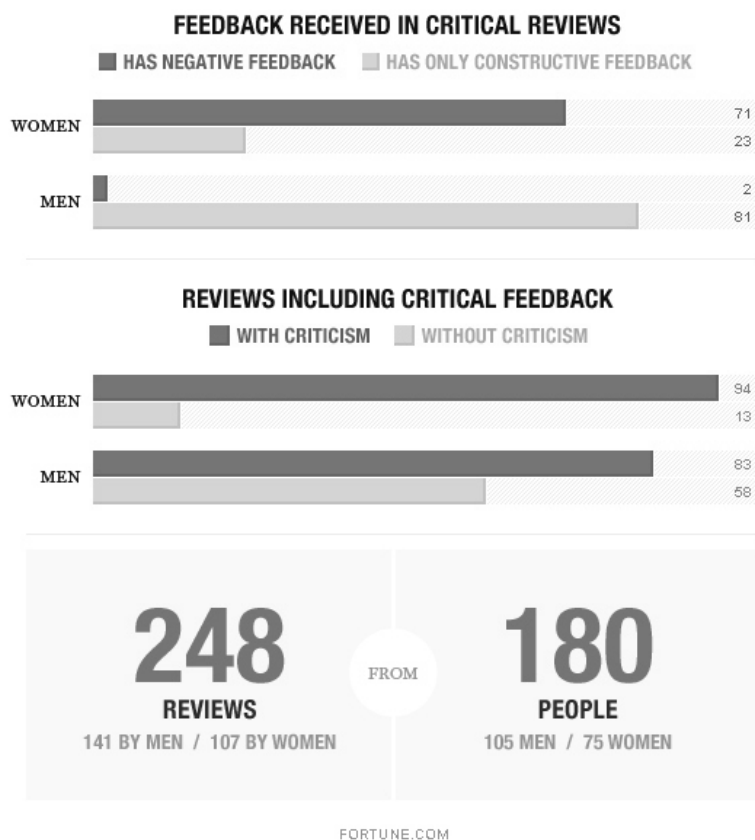 FEEDBACK RECEIVED IN CRITICAL REVIEWS
HAS NEGATIVE FEEDBACK HAS ONLY CONSTRUCTIVE FEEDBACK
WOMEN
71
23
MEN
2
81
REVIEWS INCLUDING CRITICAL FEEDBACK
WITH CRITICISM WITHOUT CRITICISM
WOMEN
94
13
MEN
83
58
248
REVIEWS
141 BY MEN / 107 BY WOMEN
FROM
180
PEOPLE
105 MEN / 75 WOMEN
FORTUNE.COM